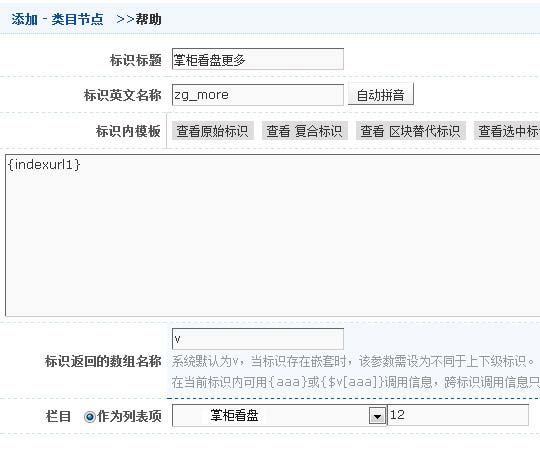 添加 - 类目节点 >>帮助
标识标题 掌柜看盘更多
标识英文名称 zg_more 自动拼音
标识内模板 查看原始标识 查看 复合标识 查看 区块替代标识 查看选中标
{indexurl1}
v
标识返回的数组名称 系统默认为v，当标识存在嵌套时，该参数需设为不同于上下级标识。
在当前标识内可用{aaa}或{$v[aaa]}调用信息，跨标识调用信息只
栏目 作为列表项 掌柜看盘 12